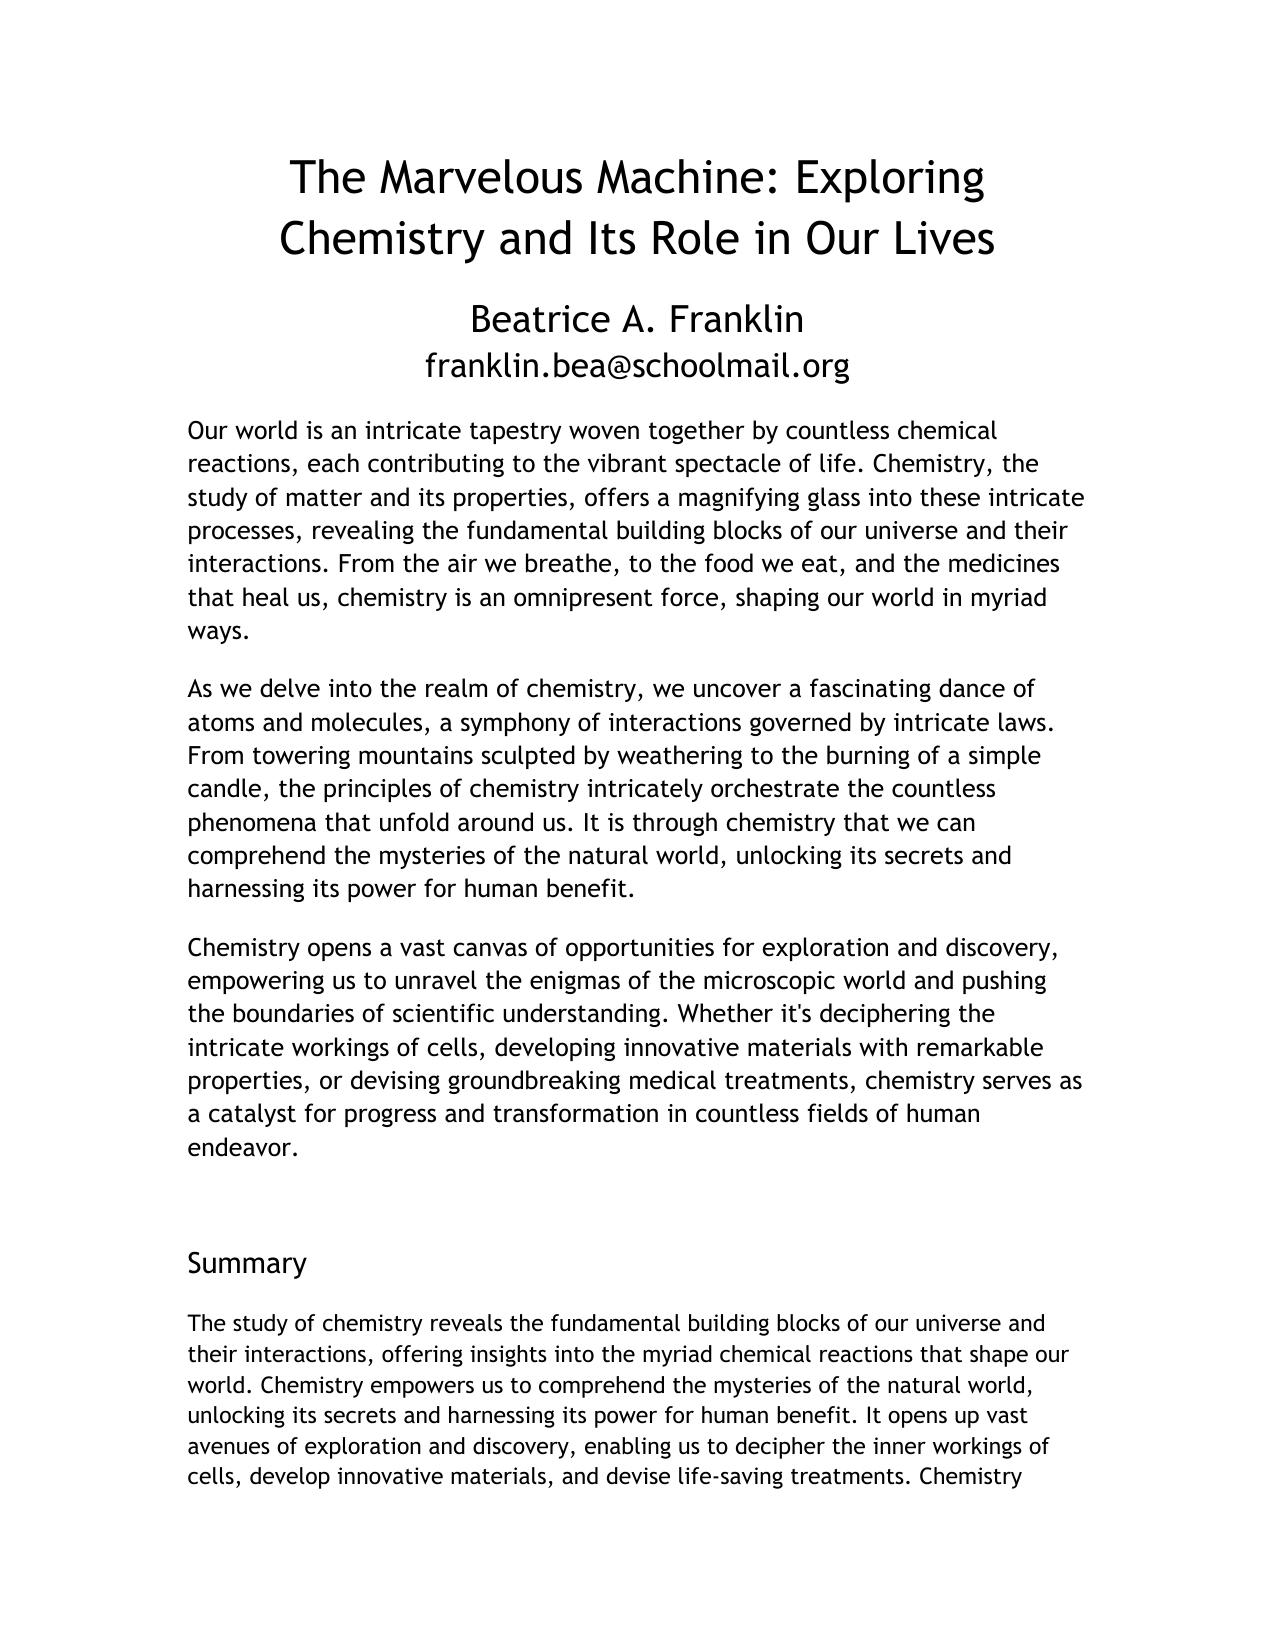 The Marvelous Machine: Exploring
Chemistry and Its Role in Our Lives
Beatrice A. Franklin
franklin.bea@schoolmail.org
Our world is an intricate tapestry woven together by countless chemical
reactions, each contributing to the vibrant spectacle of life. Chemistry, the
study of matter and its properties, offers a magnifying glass into these intricate
processes, revealing the fundamental building blocks of our universe and their
interactions. From the air we breathe, to the food we eat, and the medicines
that heal us, chemistry is an omnipresent force, shaping our world in myriad
ways.
As we delve into the realm of chemistry, we uncover a fascinating dance of
atoms and molecules, a symphony of interactions governed by intricate laws.
From towering mountains sculpted by weathering to the burning of a simple
candle, the principles of chemistry intricately orchestrate the countless
phenomena that unfold around us. It is through chemistry that we can
comprehend the mysteries of the natural world, unlocking its secrets and
harnessing its power for human benefit.
Chemistry opens a vast canvas of opportunities for exploration and discovery,
empowering us to unravel the enigmas of the microscopic world and pushing
the boundaries of scientific understanding. Whether it's deciphering the
intricate workings of cells, developing innovative materials with remarkable
properties, or devising groundbreaking medical treatments, chemistry serves as
a catalyst for progress and transformation in countless fields of human
endeavor.
Summary
The study of chemistry reveals the fundamental building blocks of our universe and
their interactions, offering insights into the myriad chemical reactions that shape our
world. Chemistry empowers us to comprehend the mysteries of the natural world,
unlocking its secrets and harnessing its power for human benefit. It opens up vast
avenues of exploration and discovery, enabling us to decipher the inner workings of
cells, develop innovative materials, and devise life-saving treatments. Chemistry